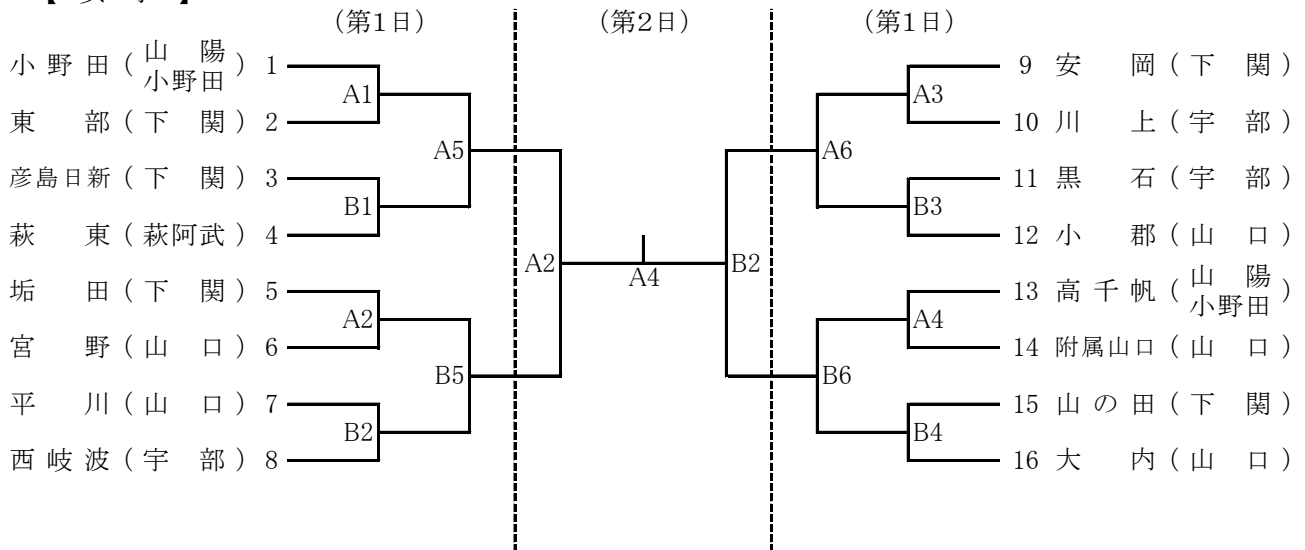 (第1日) (第2日) (第1日)
小野田(山陽小野田) 1
東部(下関) 2
彦島日新(下関) 3
萩東(萩阿武) 4
垢田(下関) 5
宮野(山口) 6
平川(山口) 7
西岐波(宇部) 8
A1
B1
A2
B2
A5
B5
A2
A4
B2
A6
B6
A3
B3
A4
B4
9 安岡(下関)
10 川上(宇部)
11 黒石(宇部)
12 小郡(山口)
13 高千帆(山陽小野田)
14 附属山口(山口)
15 山の田(下関)
16 大内(山口)